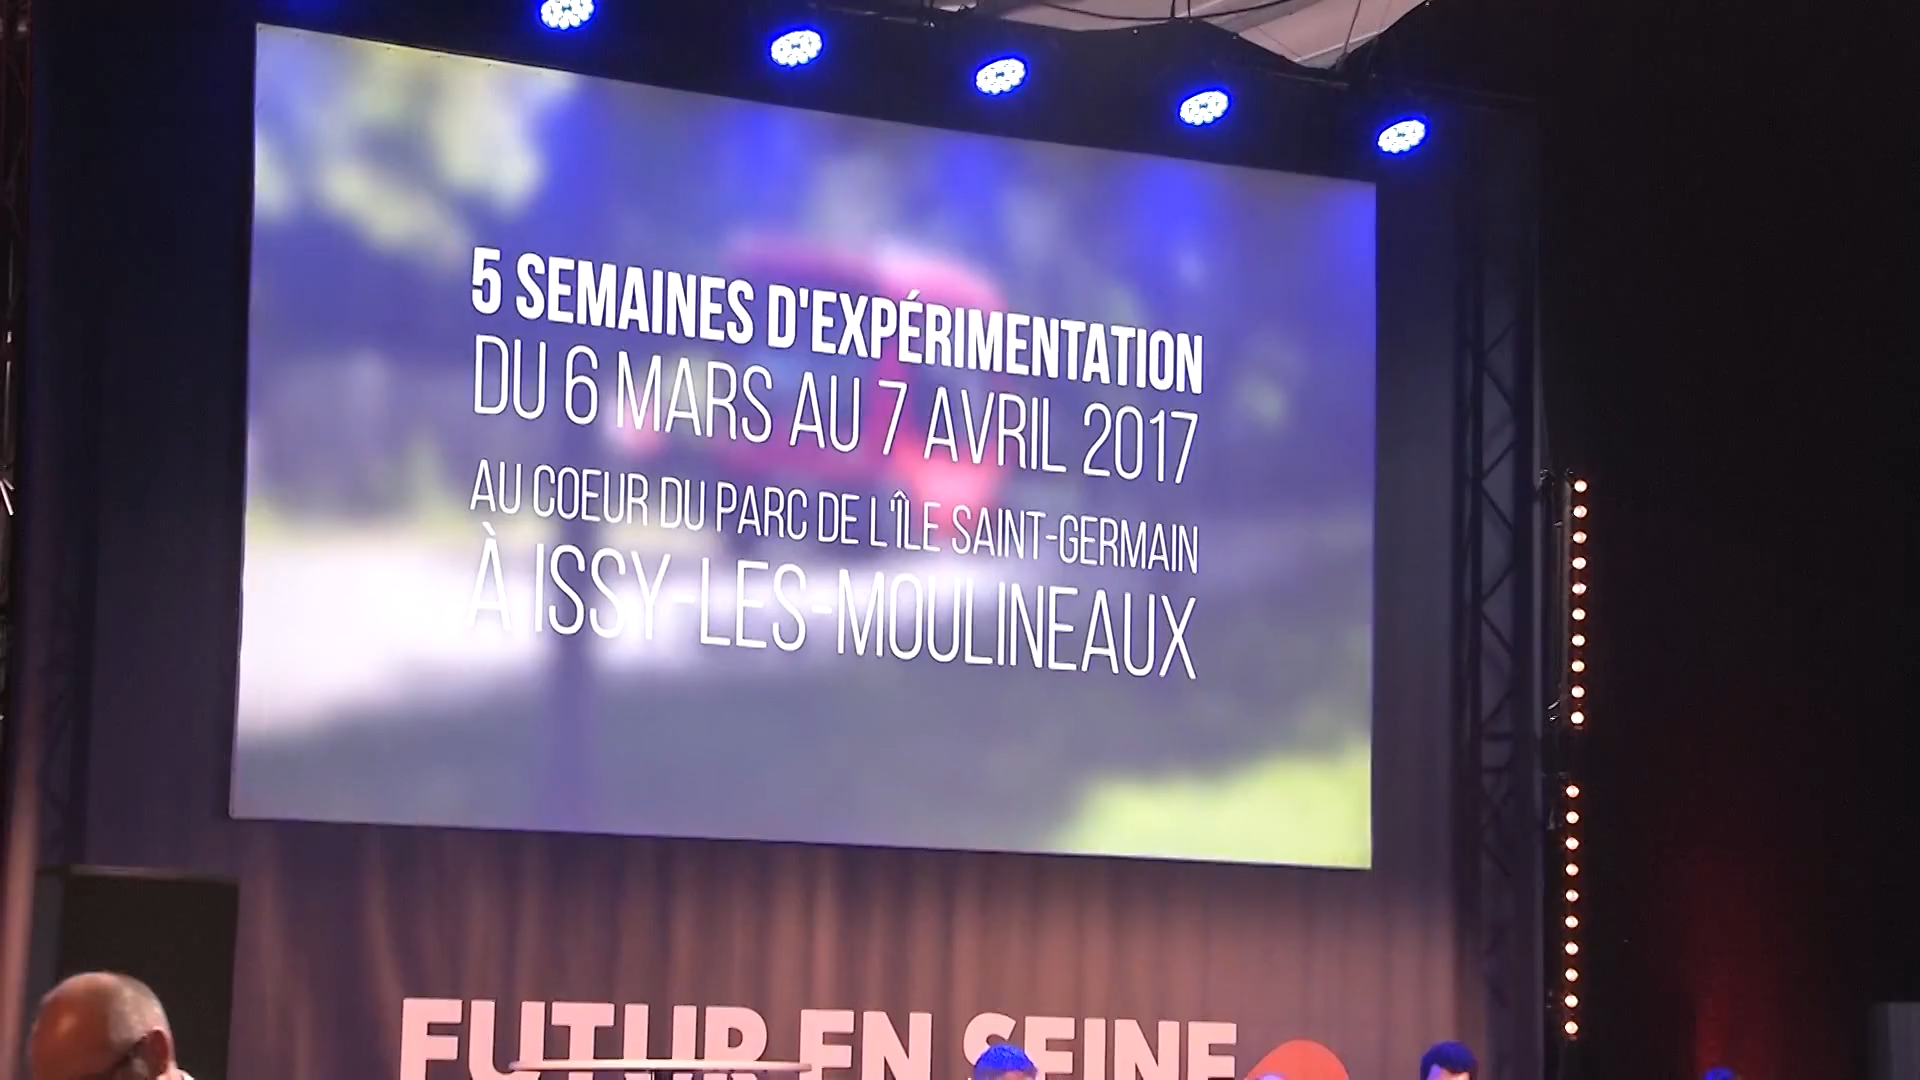 5 SEMAINES D'EXPÉRIMENTATION
DU 6 MARS AU 7 AVRIL 2017
AU COEUR DU PARC DE L'ÎLE SAINT-GERMAIN
À ISSY-LES-MOULINEAUX
FUTUR EN SEINE